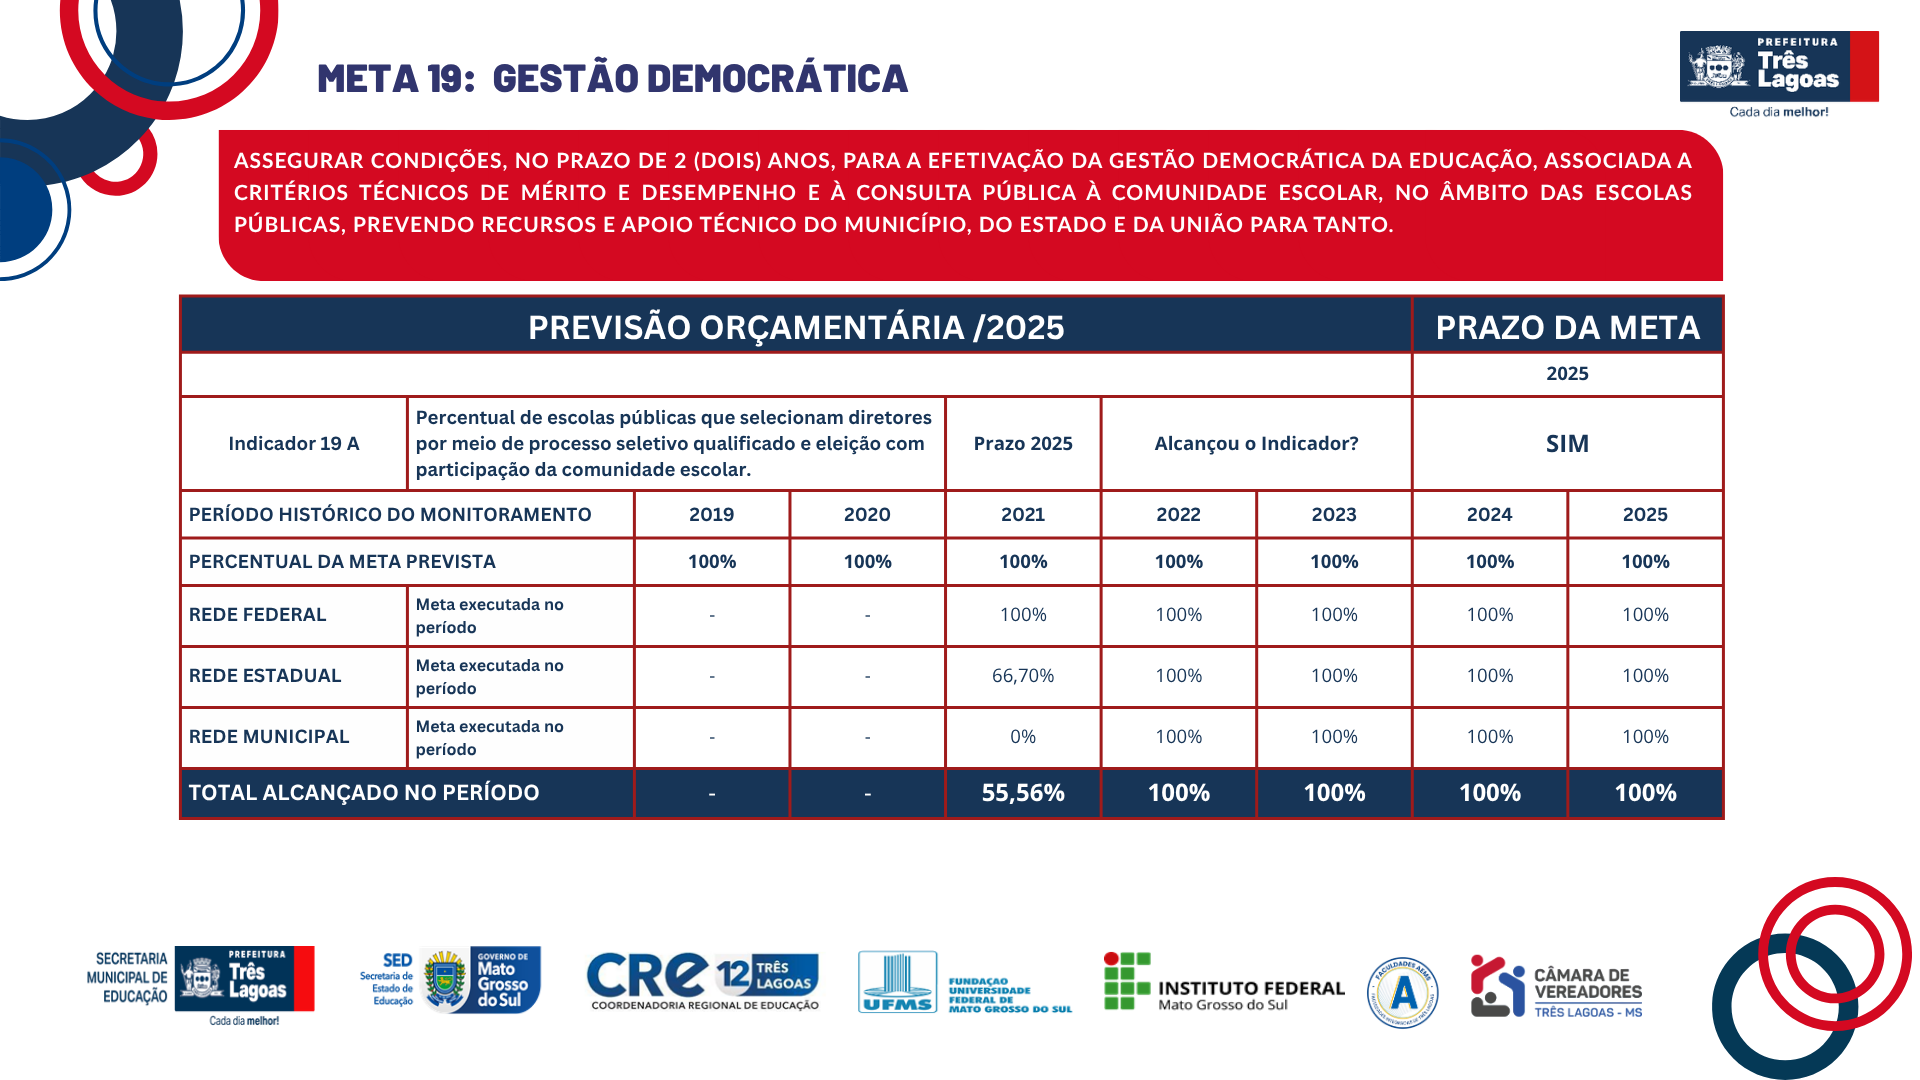 META 19: GESTÃO DEMOCRÁTICA
PREFEITURA
Três
Lagoas
Cada dia melhor!
ASSEGURAR CONDIÇÕES, NO PRAZO DE 2 (DOIS) ANOS, PARA A EFETIVAÇÃO DA GESTÃO DEMOCRÁTICA DA EDUCAÇÃO, ASSOCIADA A
CRITÉRIOS TÉCNICOS DE MÉRITO E DESEMPENHO E À CONSULTA PÚBLICA À COMUNIDADE ESCOLAR, NO ÂMBITO DAS ESCOLAS
PÚBLICAS, PREVENDO RECURSOS E APOIO TÉCNICO DO MUNICÍPIO, DO ESTADO E DA UNIÃO PARA TANTO.
PREVISÃO ORÇAMENTÁRIA /2025 PRAZO DA META
2025
Indicador 19 A
Percentual de escolas públicas que selecionam diretores
por meio de processo seletivo qualificado e eleição com
participação da comunidade escolar.
Prazo 2025
Alcançou o Indicador?
SIM
PERÍODO HISTÓRICO DO MONITORAMENTO 2019 2020 2021 2022 2023 2024 2025
PERCENTUAL DA META PREVISTA 100% 100% 100% 100% 100% 100% 100%
REDE FEDERAL
Meta executada no
período
- - 100% 100% 100% 100% 100%
REDE ESTADUAL
Meta executada no
período
- - 66,70% 100% 100% 100% 100%
REDE MUNICIPAL
Meta executada no
período
- - 0% 100% 100% 100% 100%
TOTAL ALCANÇADO NO PERÍODO - - 55,56% 100% 100% 100% 100%
SECRETARIA
MUNICIPAL DE
EDUCAÇÃO
PREFEITURA
Três
Lagoas
Cada dia melhor!
SED
Secretaria de
Estado de
Educação
GOVERNO DE
Mato
Grosso
do Sul
CRE 12 TRÊS
LAGOAS
COORDENADORIA REGIONAL DE EDUCAÇÃO
UFMS
FUNDAÇAO
UNIVERSIDADE
FEDERAL DE
MATO GROSSO DO SUL
INSTITUTO FEDERAL
Mato Grosso do Sul
FACULDADES AEMS
A
CÂMARA DE
VEREADORES
TRÊS LAGOAS - MS